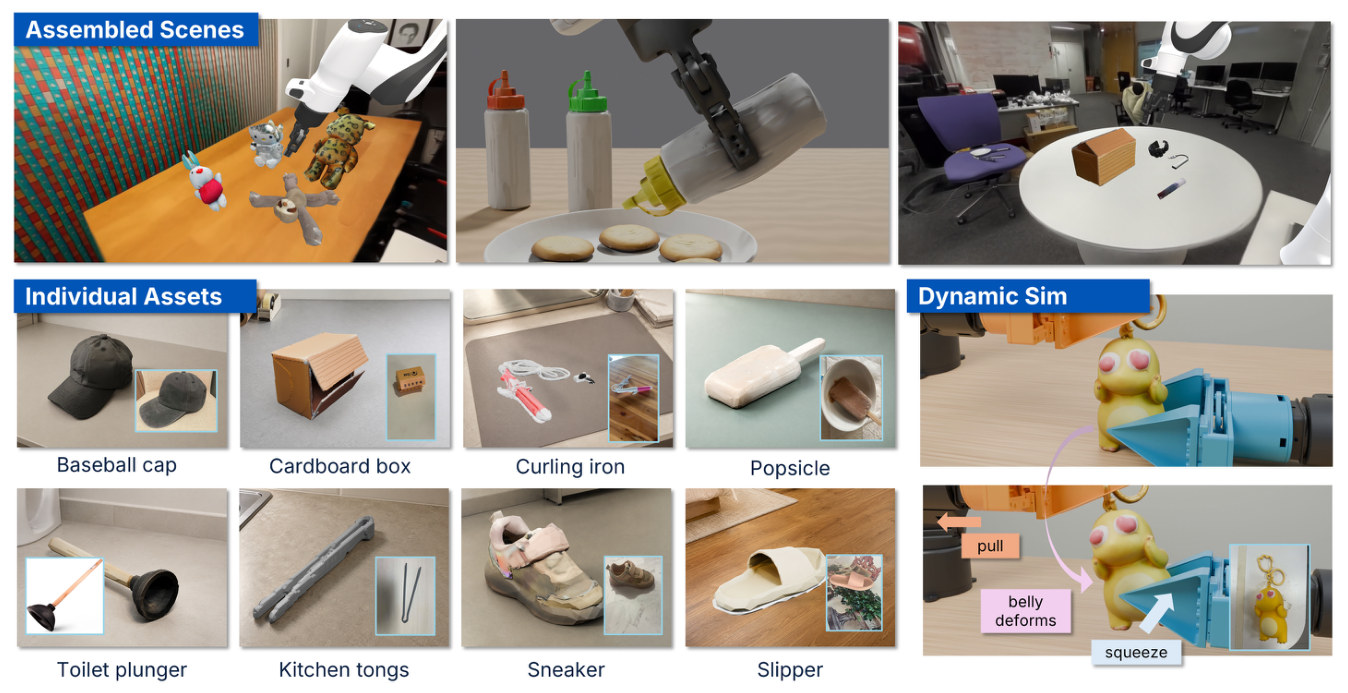 Assembled Scenes
Individual Assets
Dynamic Sim
Baseball cap
Cardboard box
Curling iron
Popsicle
Toilet plunger
Kitchen tongs
Sneaker
Slipper
pull
belly
deforms
squeeze